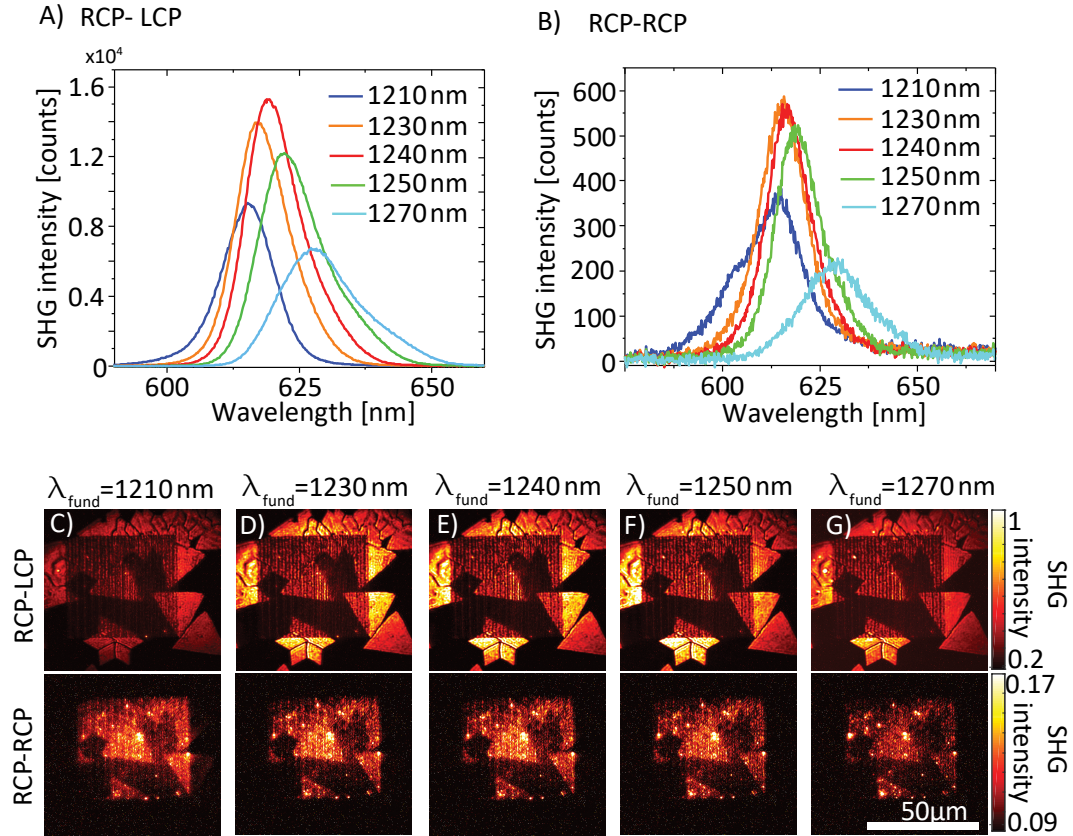 A) RCP- LCP
x10⁴
SHG intensity [counts]
1.6
1.2
0.8
0.4
0
600
625
650
Wavelength [nm]
1210 nm
1230 nm
1240 nm
1250 nm
1270 nm
B) RCP-RCP
SHG intensity [counts]
600
500
400
300
200
100
0
600
625
650
Wavelength [nm]
1210 nm
1230 nm
1240 nm
1250 nm
1270 nm
λfund=1210 nm
λfund=1230 nm
λfund=1240 nm
λfund=1250 nm
λfund=1270 nm
C)
D)
E)
F)
G)
RCP-LCP
1
SHG
intensity
0.2
RCP-RCP
0.17
SHG
intensity
0.09
50μm